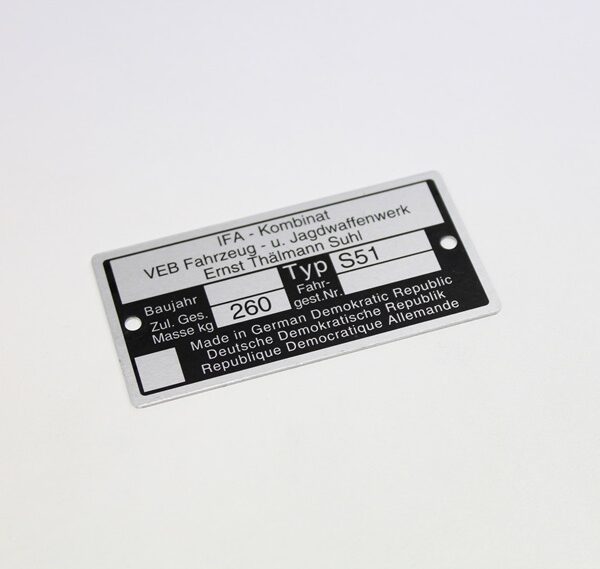 IFA - Kombinat
VEB Fahrzeug - u. Jagdwaffenwerk
Ernst Thälmann Suhl
Baujahr
Typ S51
Zul. Ges.
Masse kg 260
Fahr-
gest.Nr.
Made in German Demokratic Republic
Deutsche Demokratische Republik
Republique Democratique Allemande